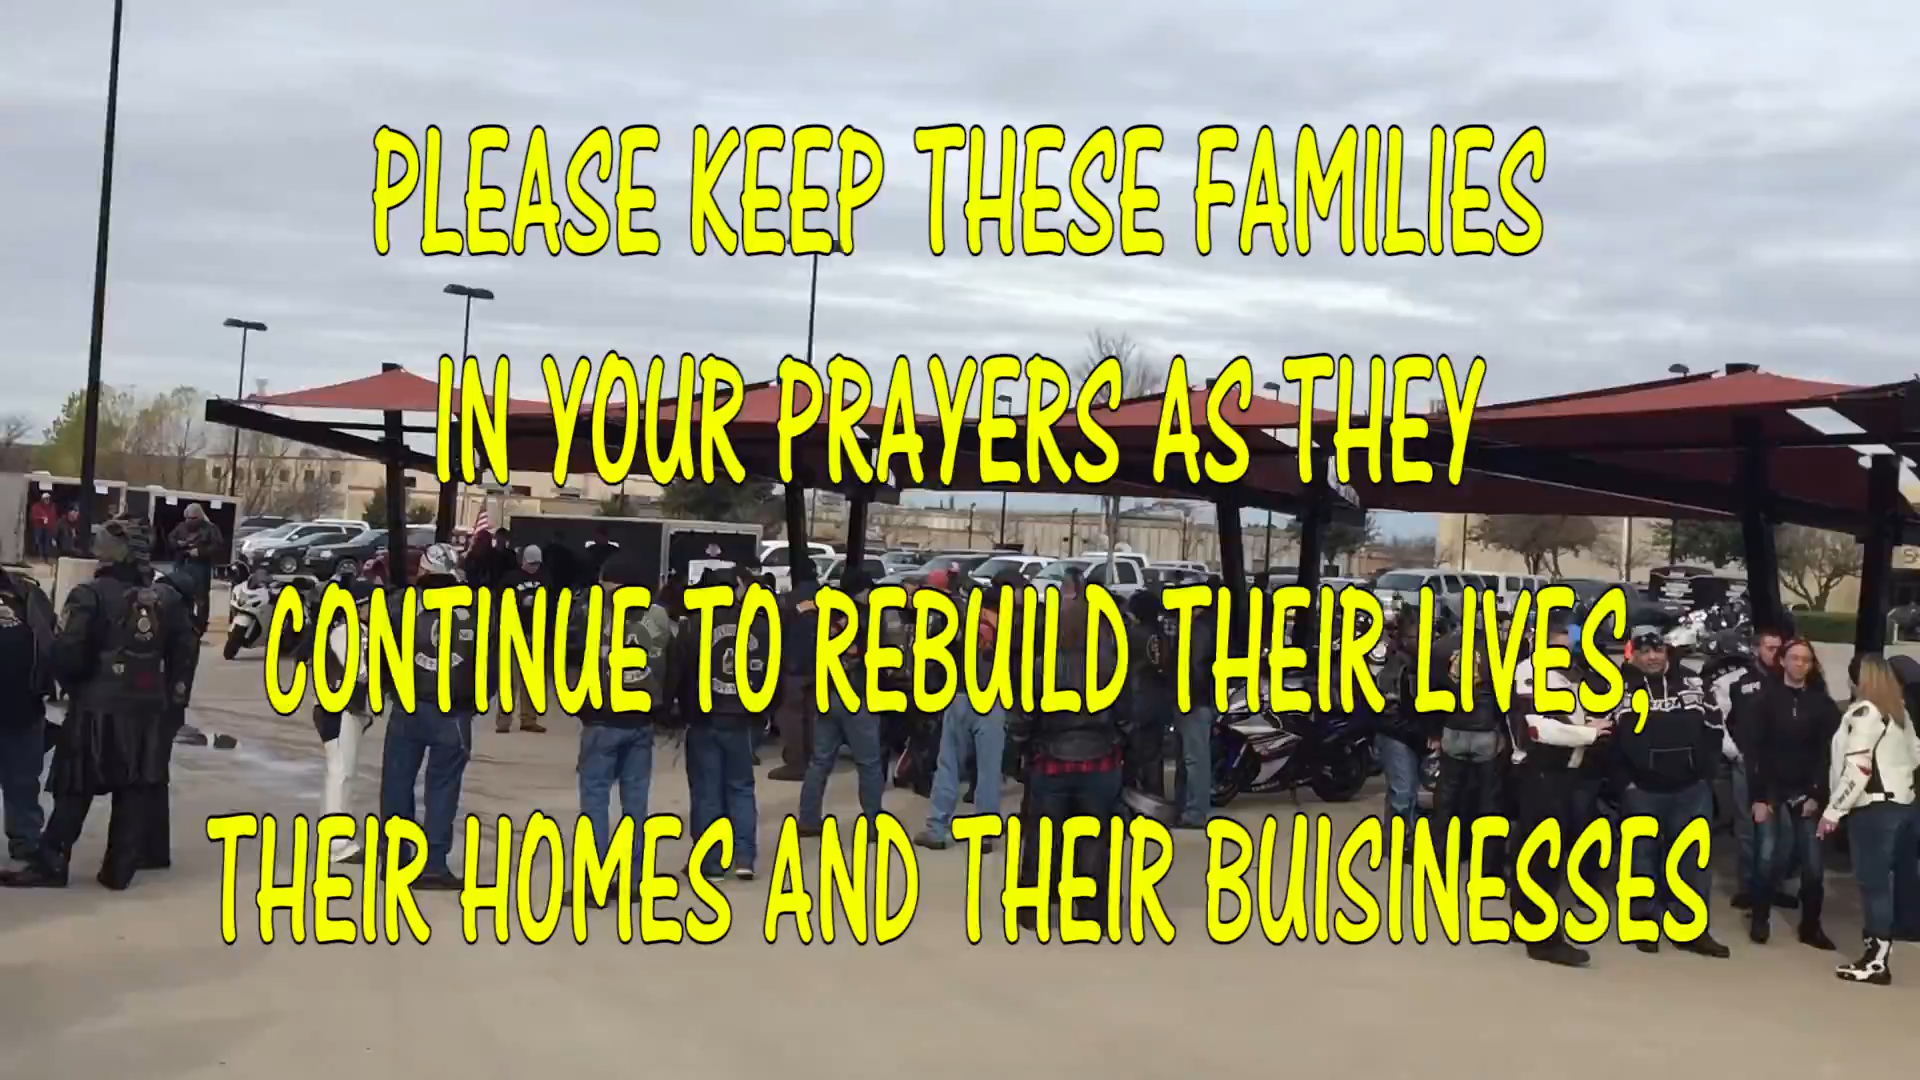 PLEASE KEEP THESE FAMILIES
IN YOUR PRAYERS AS THEY
CONTINUE TO REBUILD THEIR LIVES,
THEIR HOMES AND THEIR BUISINESSES